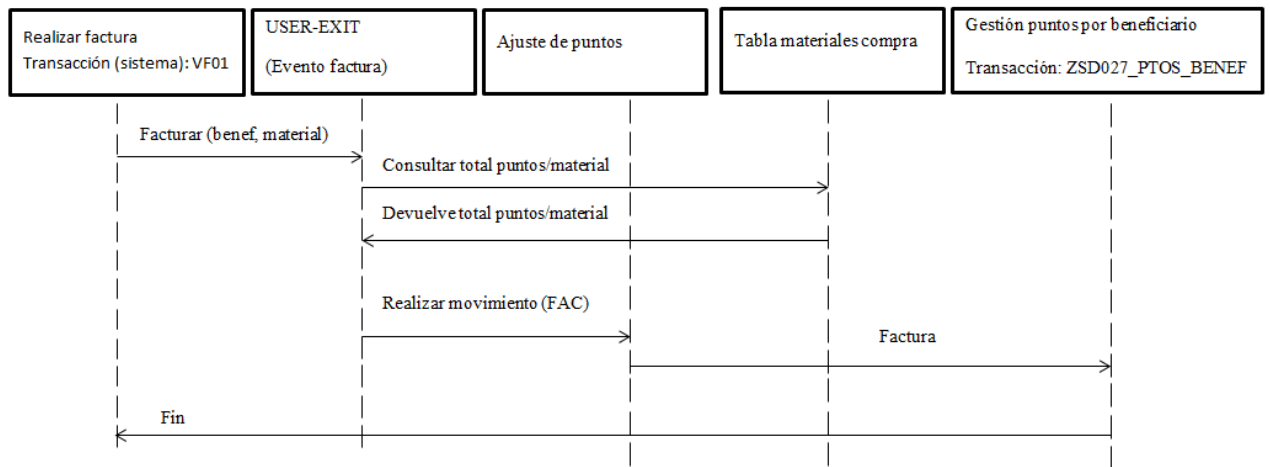 Realizar factura
Transacción (sistema): VF01
USER-EXIT
(Evento factura)
Ajuste de puntos
Tabla materiales compra
Gestión puntos por beneficiario
Transacción: ZSD027_PTOS_BENEF
Facturar (benef, material)
Consultar total puntos/material
Devuelve total puntos/material
Realizar movimiento (FAC)
Factura
Fin